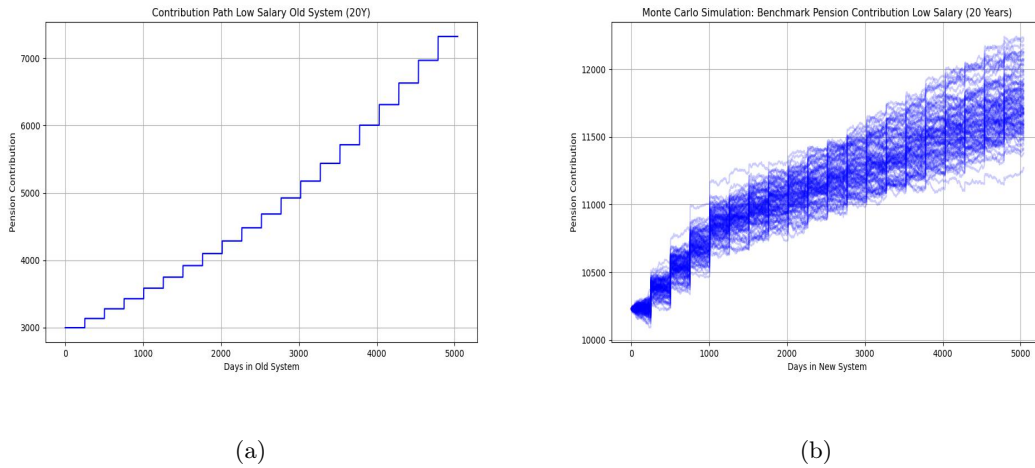 Contribution Path Low Salary Old System (20Y)
Pension Contribution
7000
6000
5000
4000
3000
0 1000 2000 3000 4000 5000
Days in Old System
(a)
Monte Carlo Simulation: Benchmark Pension Contribution Low Salary (20 Years)
Pension Contribution
12000
11500
11000
10500
10000
0 1000 2000 3000 4000 5000
Days in New System
(b)